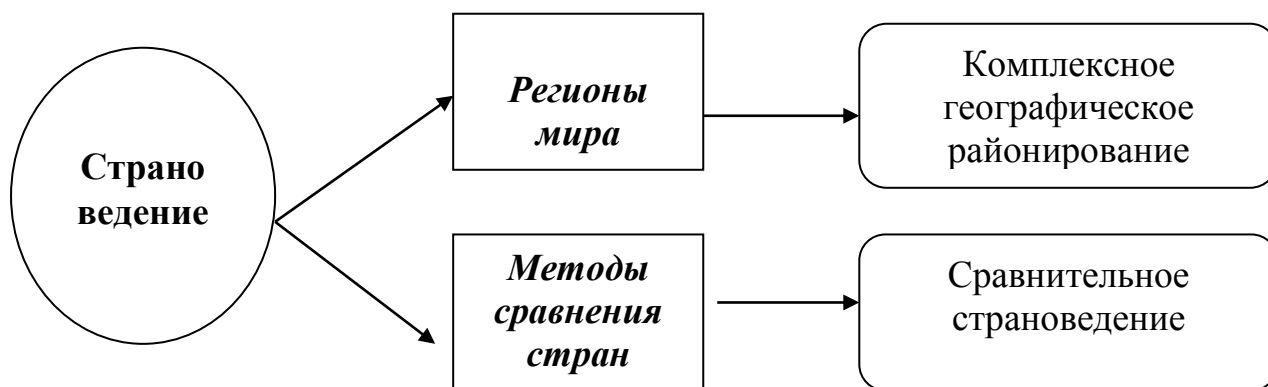 Страно
ведение
Регионы
мира
Комплексное
географическое
районирование
Методы
сравнения
стран
Сравнительное
страноведение